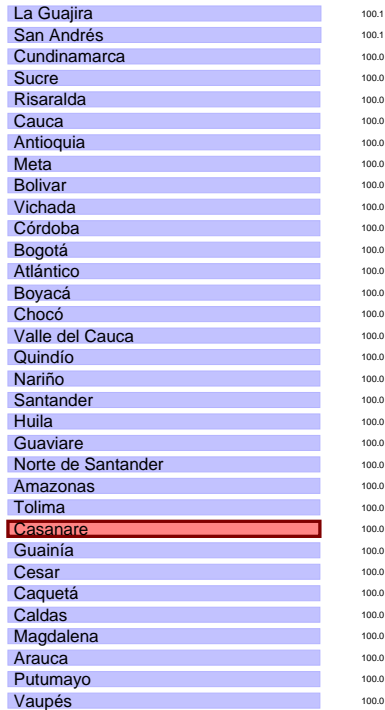 La Guajira 100.1
San Andrés 100.1
Cundinamarca 100.0
Sucre 100.0
Risaralda 100.0
Cauca 100.0
Antioquia 100.0
Meta 100.0
Bolivar 100.0
Vichada 100.0
Córdoba 100.0
Bogotá 100.0
Atlántico 100.0
Boyacá 100.0
Chocó 100.0
Valle del Cauca 100.0
Quindío 100.0
Nariño 100.0
Santander 100.0
Huila 100.0
Guaviare 100.0
Norte de Santander 100.0
Amazonas 100.0
Tolima 100.0
Casanare 100.0
Guainía 100.0
Cesar 100.0
Caquetá 100.0
Caldas 100.0
Magdalena 100.0
Arauca 100.0
Putumayo 100.0
Vaupés 100.0